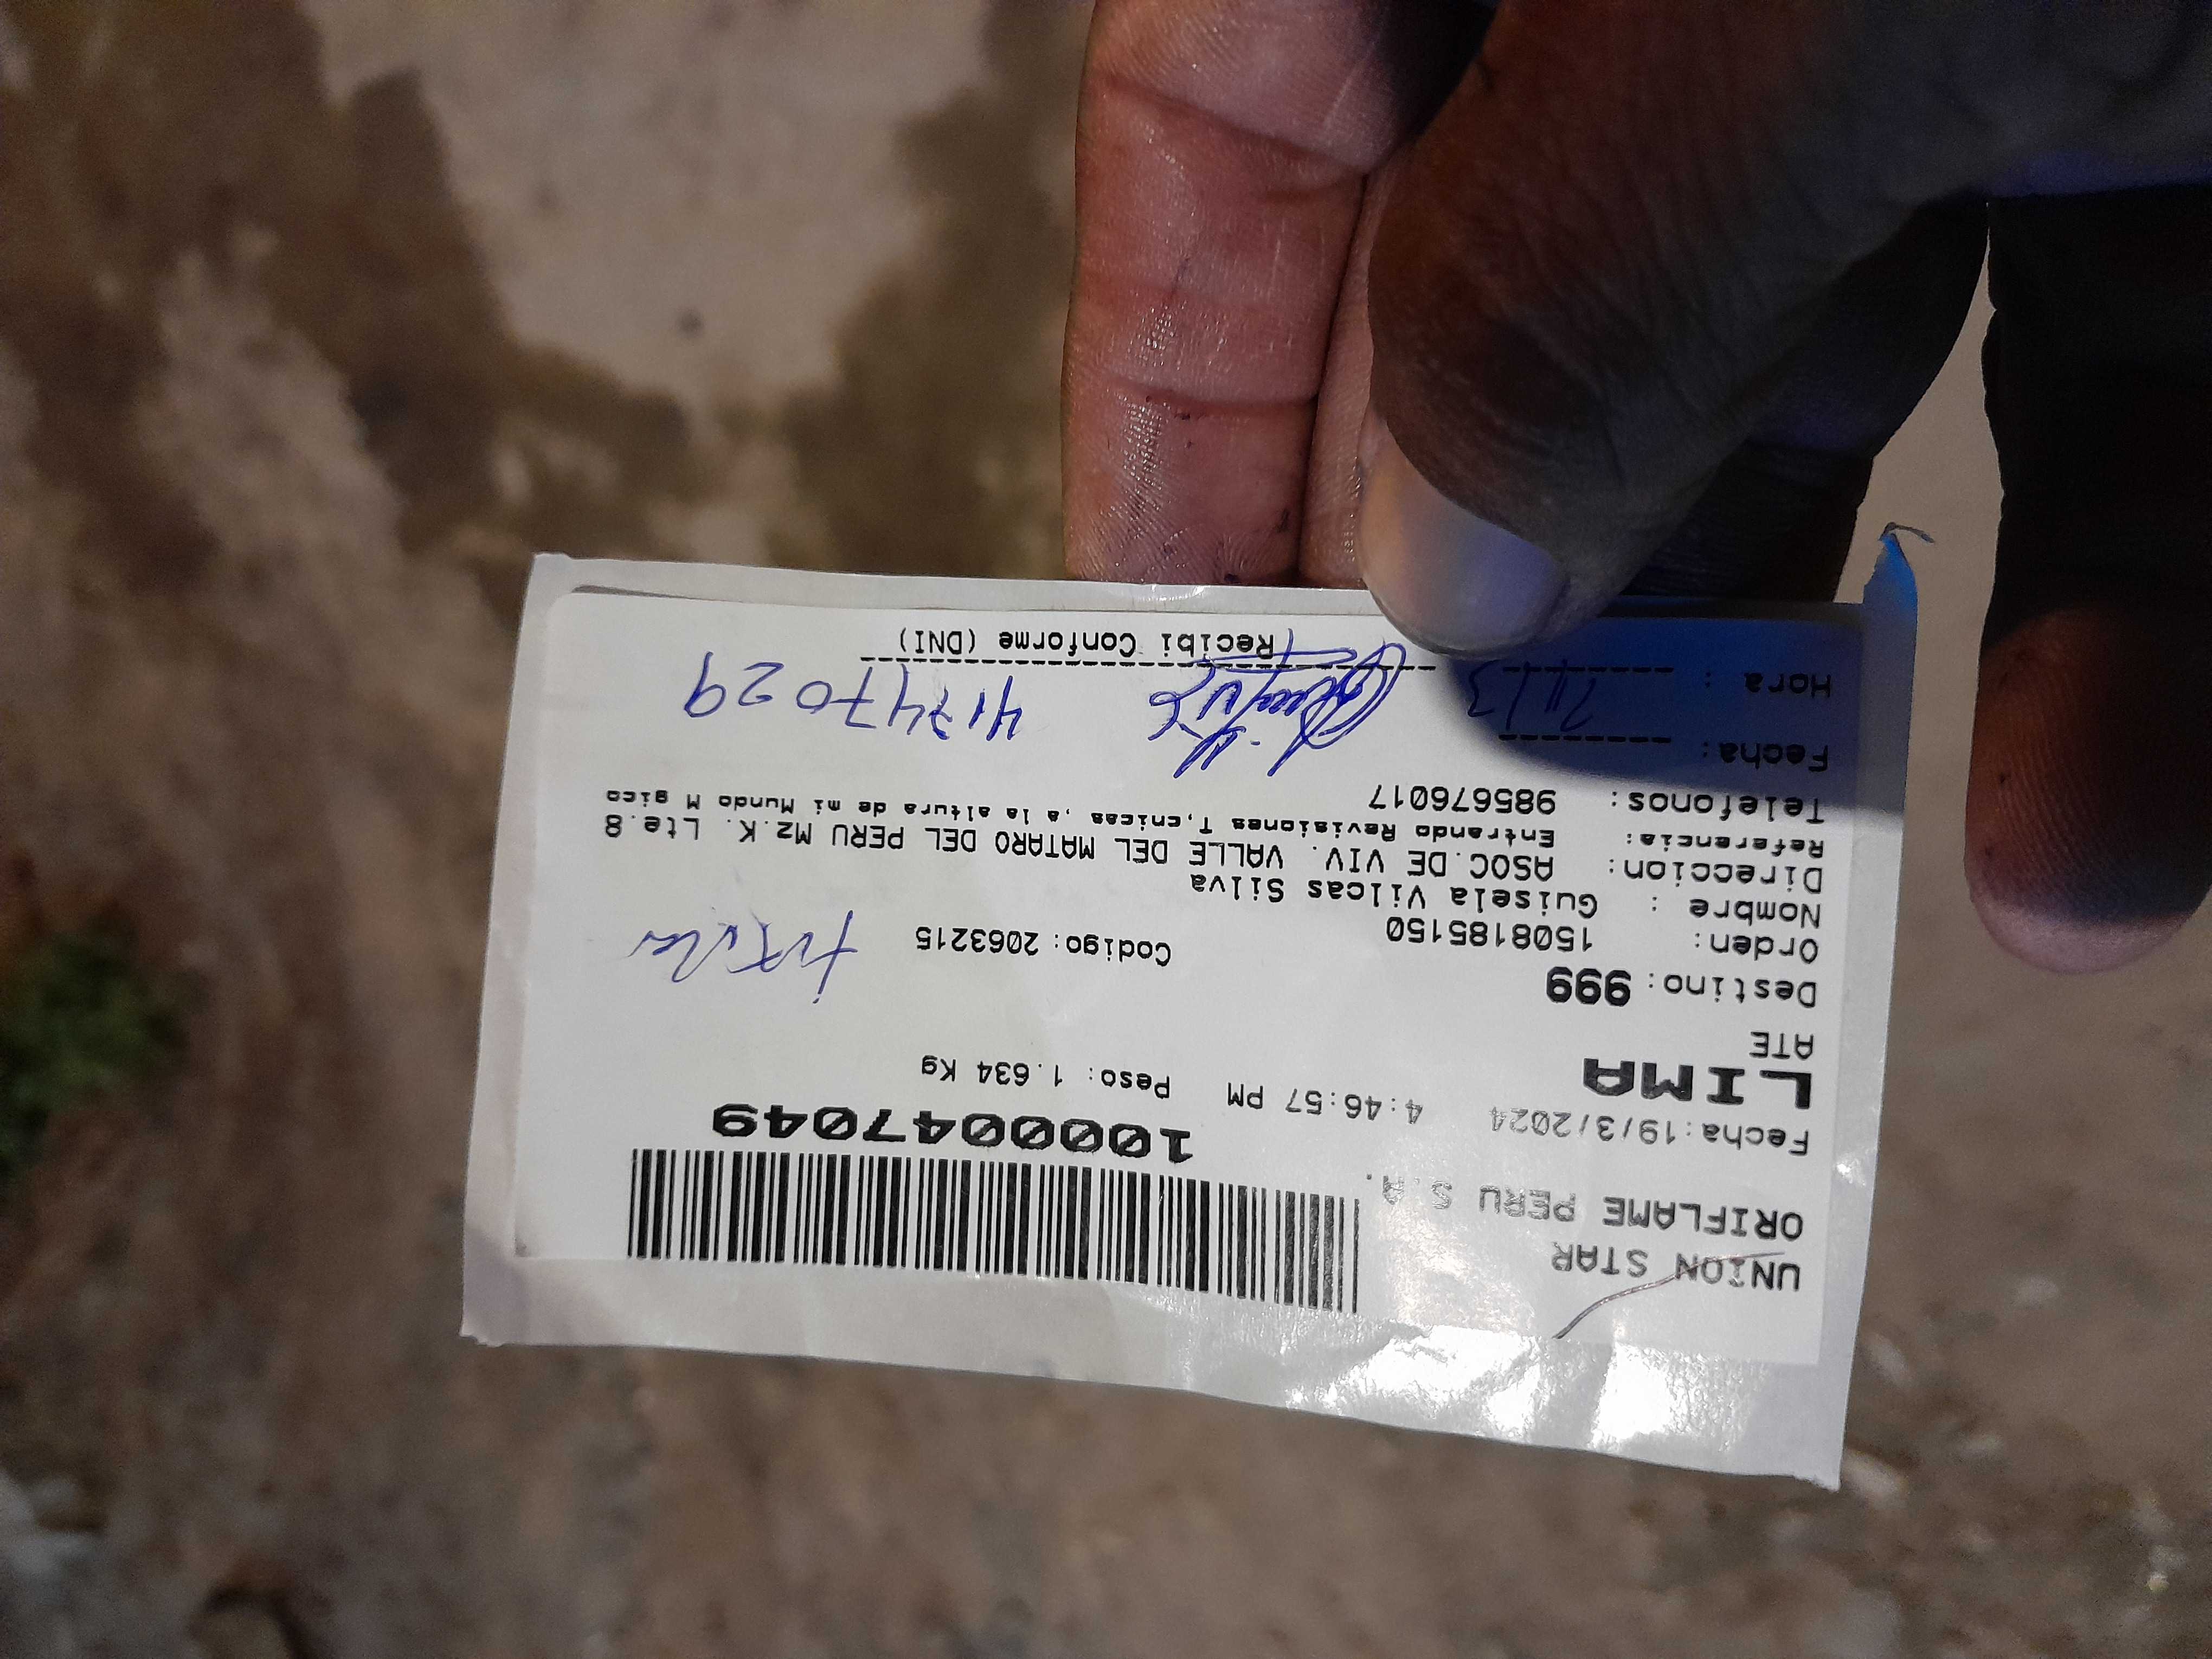 UNION STAR
ORIFLAME PERU S.A.
1000047049
Fecha:19/3/2024 4:46:57 PM Peso: 1.634 Kg
LIMA
ATE
Destino: 999
Orden: 1508185150 Codigo: 2063215 titular
Nombre : Guisela Vilcas Silva
Direccion: ASOC.DE VIV. VALLE DEL MATARO DEL PERU Mz.K. Lte.8
Referencia: Entrando Revisiones T,cnicas ,a la altura de mi Mundo M gico
Telefonos: 985676017
Fecha:
Hora : 41747029
Recibi Conforme (DNI)